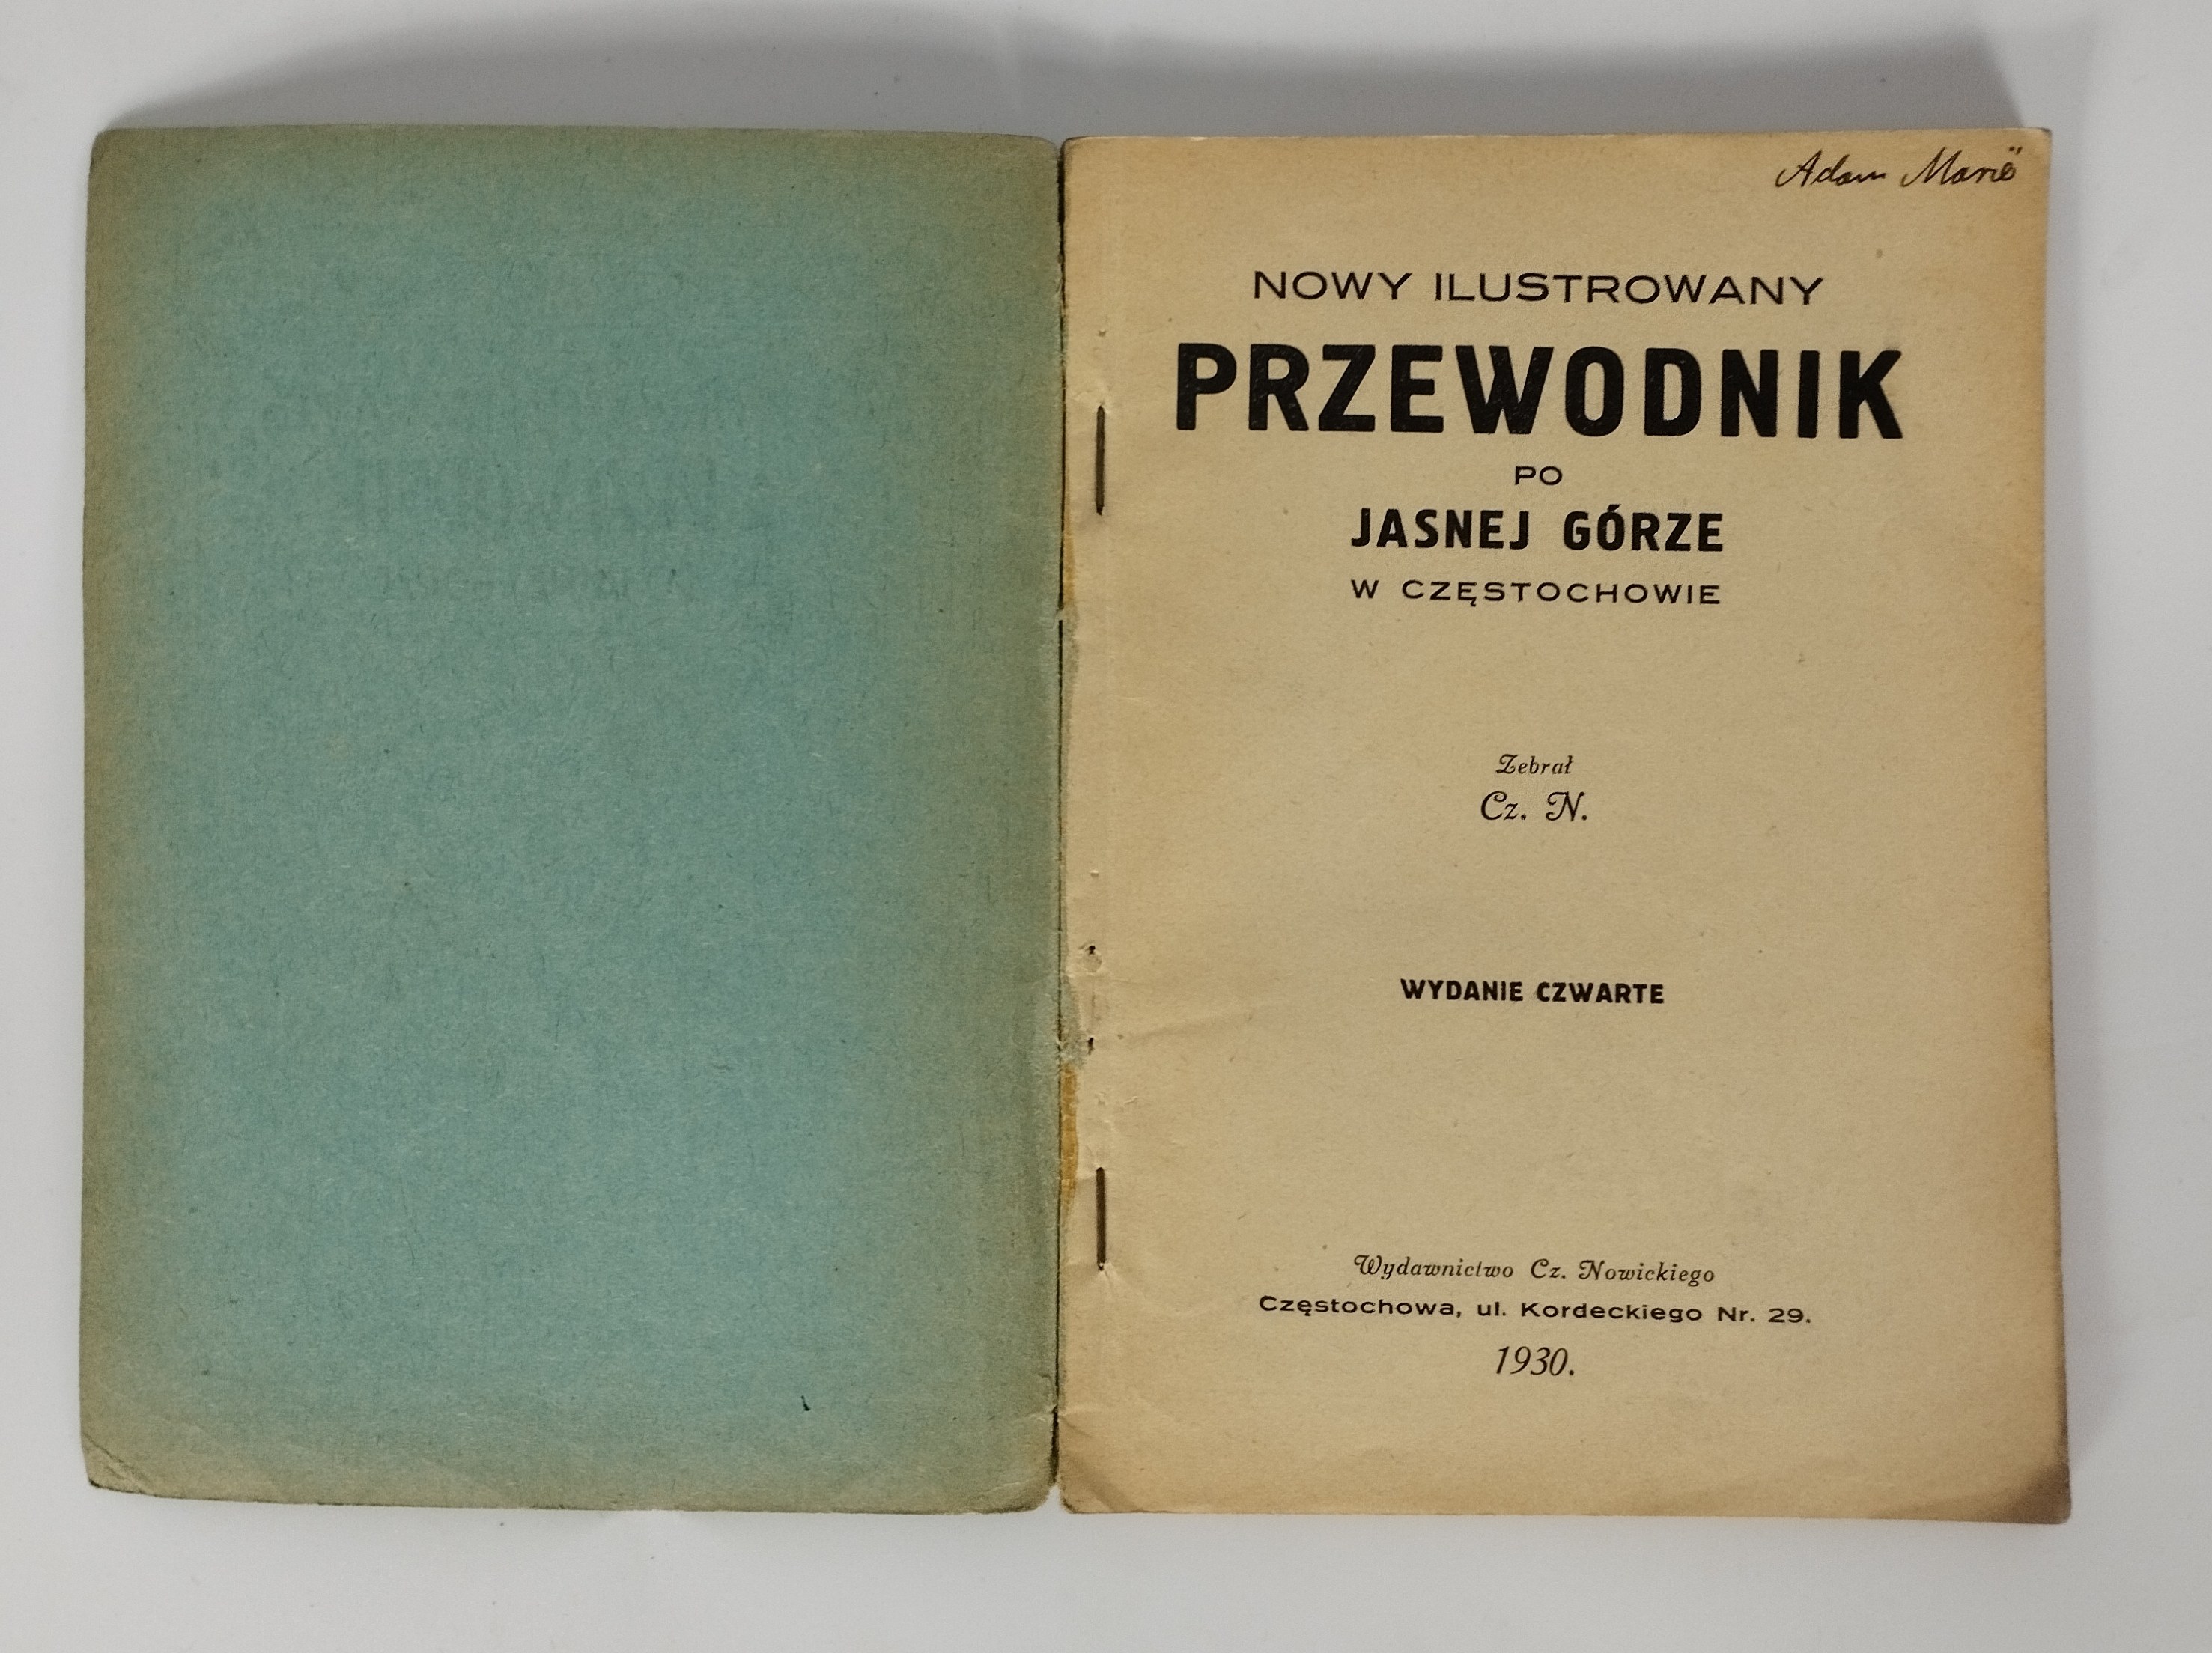 Adam
NOWY ILUSTROWANY
PRZEWODNIK
PO
JASNEJ GÓRZE
W CZĘSTOCHOWIE
Zebrał
Cz. N.
WYDANIE CZWARTE
Wydawnictwo Cz. Nowickiego
Częstochowa, ul. Kordeckiego Nr. 29.
1930.